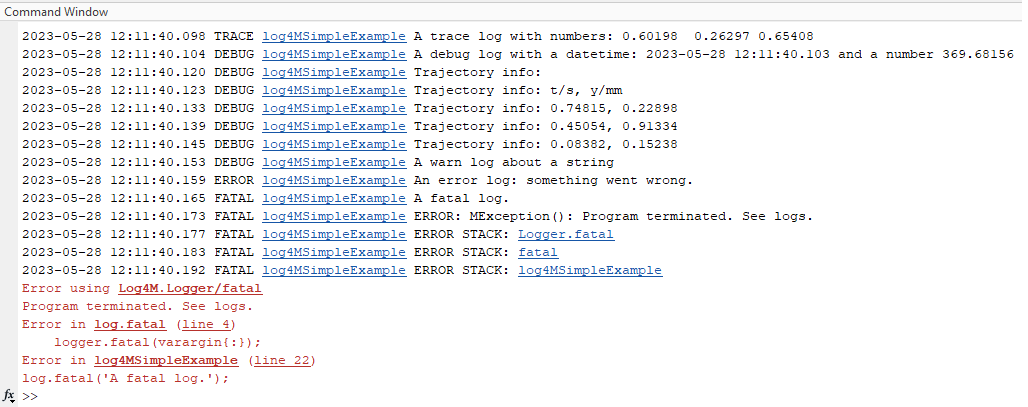 Command Window
2023-05-28 12:11:40.098 TRACE log4MSimpleExample A trace log with numbers: 0.60198  0.26297 0.65408
2023-05-28 12:11:40.104 DEBUG log4MSimpleExample A debug log with a datetime: 2023-05-28 12:11:40.103 and a number 369.68156
2023-05-28 12:11:40.120 DEBUG log4MSimpleExample Trajectory info:
2023-05-28 12:11:40.123 DEBUG log4MSimpleExample Trajectory info: t/s, y/mm
2023-05-28 12:11:40.133 DEBUG log4MSimpleExample Trajectory info: 0.74815, 0.22898
2023-05-28 12:11:40.139 DEBUG log4MSimpleExample Trajectory info: 0.45054, 0.91334
2023-05-28 12:11:40.145 DEBUG log4MSimpleExample Trajectory info: 0.08382, 0.15238
2023-05-28 12:11:40.153 DEBUG log4MSimpleExample A warn log about a string
2023-05-28 12:11:40.159 ERROR log4MSimpleExample An error log: something went wrong.
2023-05-28 12:11:40.165 FATAL log4MSimpleExample A fatal log.
2023-05-28 12:11:40.173 FATAL log4MSimpleExample ERROR: MException(): Program terminated. See logs.
2023-05-28 12:11:40.177 FATAL log4MSimpleExample ERROR STACK: Logger.fatal
2023-05-28 12:11:40.183 FATAL log4MSimpleExample ERROR STACK: fatal
2023-05-28 12:11:40.192 FATAL log4MSimpleExample ERROR STACK: log4MSimpleExample
Error using Log4M.Logger/fatal
Program terminated. See logs.
Error in log.fatal (line 4)
    logger.fatal(varargin{:});
Error in log4MSimpleExample (line 22)
log.fatal('A fatal log.');
fx >>